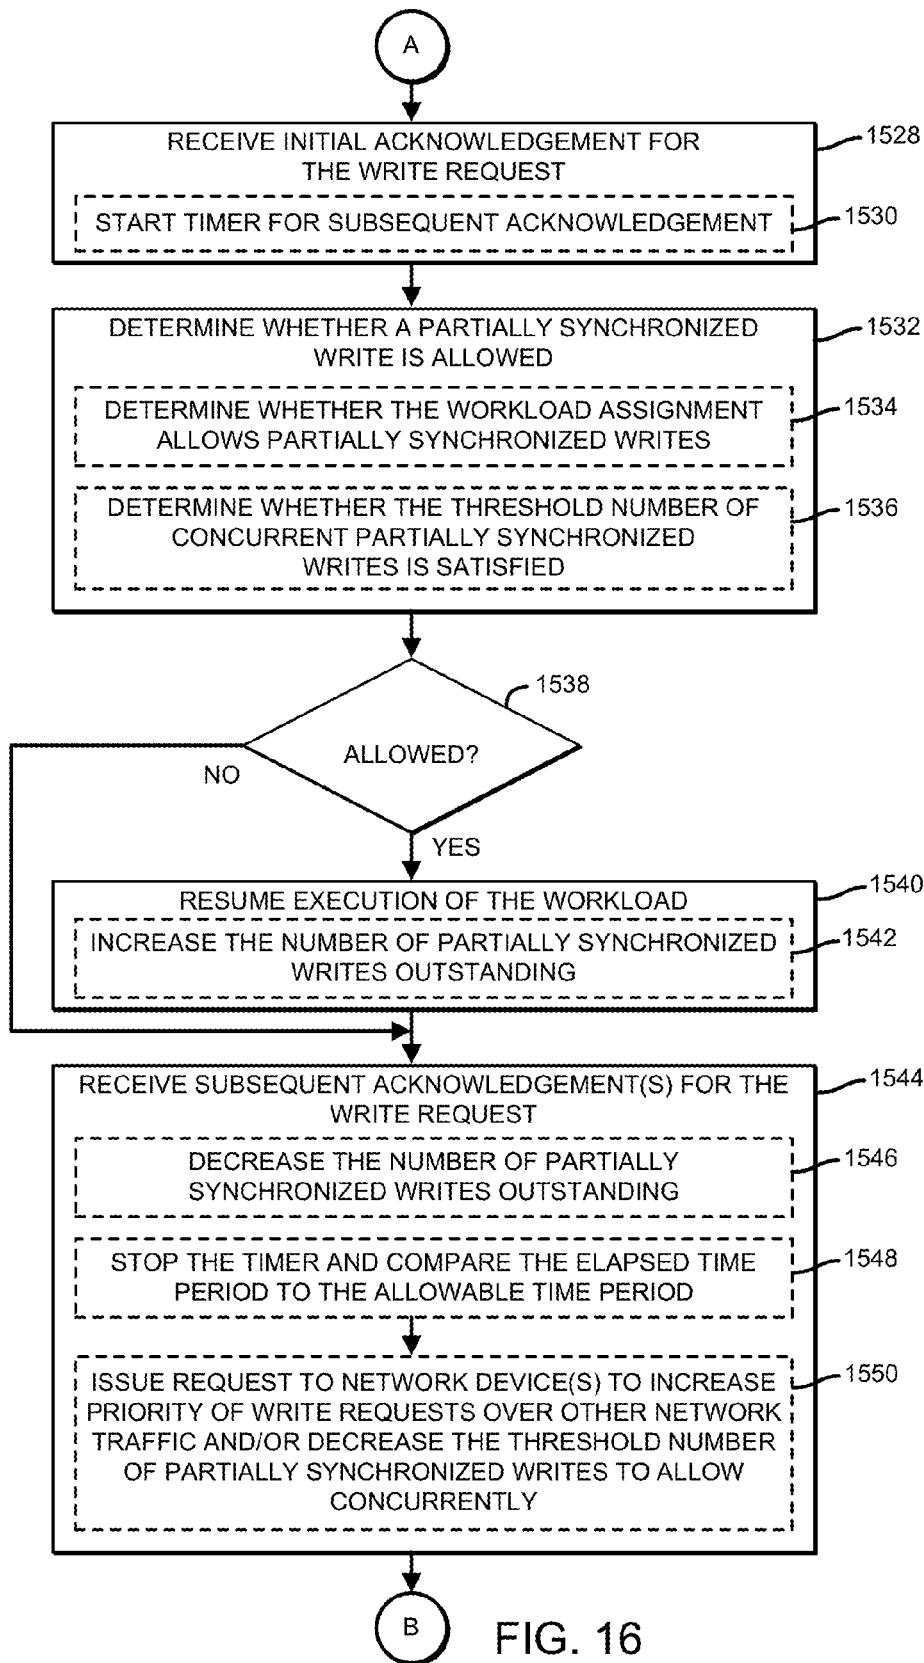 A
RECEIVE INITIAL ACKNOWLEDGEMENT FOR
THE WRITE REQUEST
1528
START TIMER FOR SUBSEQUENT ACKNOWLEDGEMENT
1530
DETERMINE WHETHER A PARTIALLY SYNCHRONIZED
WRITE IS ALLOWED
1532
DETERMINE WHETHER THE WORKLOAD ASSIGNMENT
ALLOWS PARTIALLY SYNCHRONIZED WRITES
1534
DETERMINE WHETHER THE THRESHOLD NUMBER OF
CONCURRENT PARTIALLY SYNCHRONIZED
WRITES IS SATISFIED
1536
1538
ALLOWED?
NO
YES
RESUME EXECUTION OF THE WORKLOAD
1540
INCREASE THE NUMBER OF PARTIALLY SYNCHRONIZED
WRITES OUTSTANDING
1542
RECEIVE SUBSEQUENT ACKNOWLEDGEMENT(S) FOR THE
WRITE REQUEST
1544
DECREASE THE NUMBER OF PARTIALLY
SYNCHRONIZED WRITES OUTSTANDING
1546
STOP THE TIMER AND COMPARE THE ELAPSED TIME
PERIOD TO THE ALLOWABLE TIME PERIOD
1548
ISSUE REQUEST TO NETWORK DEVICE(S) TO INCREASE
PRIORITY OF WRITE REQUESTS OVER OTHER NETWORK
TRAFFIC AND/OR DECREASE THE THRESHOLD NUMBER
OF PARTIALLY SYNCHRONIZED WRITES TO ALLOW
CONCURRENTLY
1550
B
FIG. 16